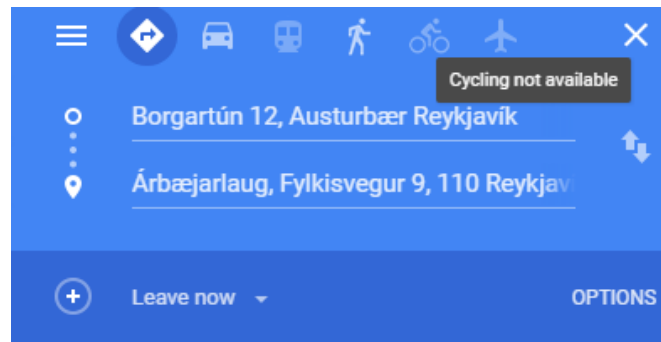 Cycling not available
Borgartún 12, Austurbær Reykjavík
Árbæjarlaug, Fylkisvegur 9, 110 Reykjav
Leave now
OPTIONS